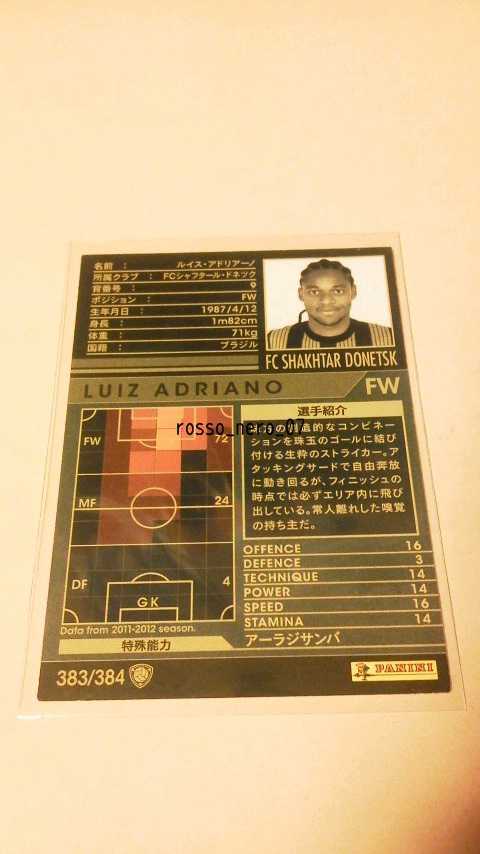 名前 : ルイス・アドリアーノ
所属クラブ : FCシャフタール・ドネツク
背番号 : 9
ポジション : FW
生年月日 : 1987/4/12
身長 : 1m82cm
体重 : 71kg
国籍 : ブラジル
FC SHAKHTAR DONETSK
LUIZ ADRIANO FW
選手紹介
FW 72
MF 24
DF 4
GK
Data from 2011-2012 season.
rosso_nero_07
の創造的なコンビネー
ションを珠玉のゴールに結び
付ける生粋のストライカー。ア
タッキングサードで自由奔放
に動き回るが、フィニッシュの
時点では必ずエリア内に飛び
出している。常人離れした嗅覚
の持ち主だ。
OFFENCE 16
DEFENCE 3
TECHNIQUE 14
POWER 14
SPEED 16
STAMINA 14
特殊能力 アーラジサンバ
383/384 PANINI